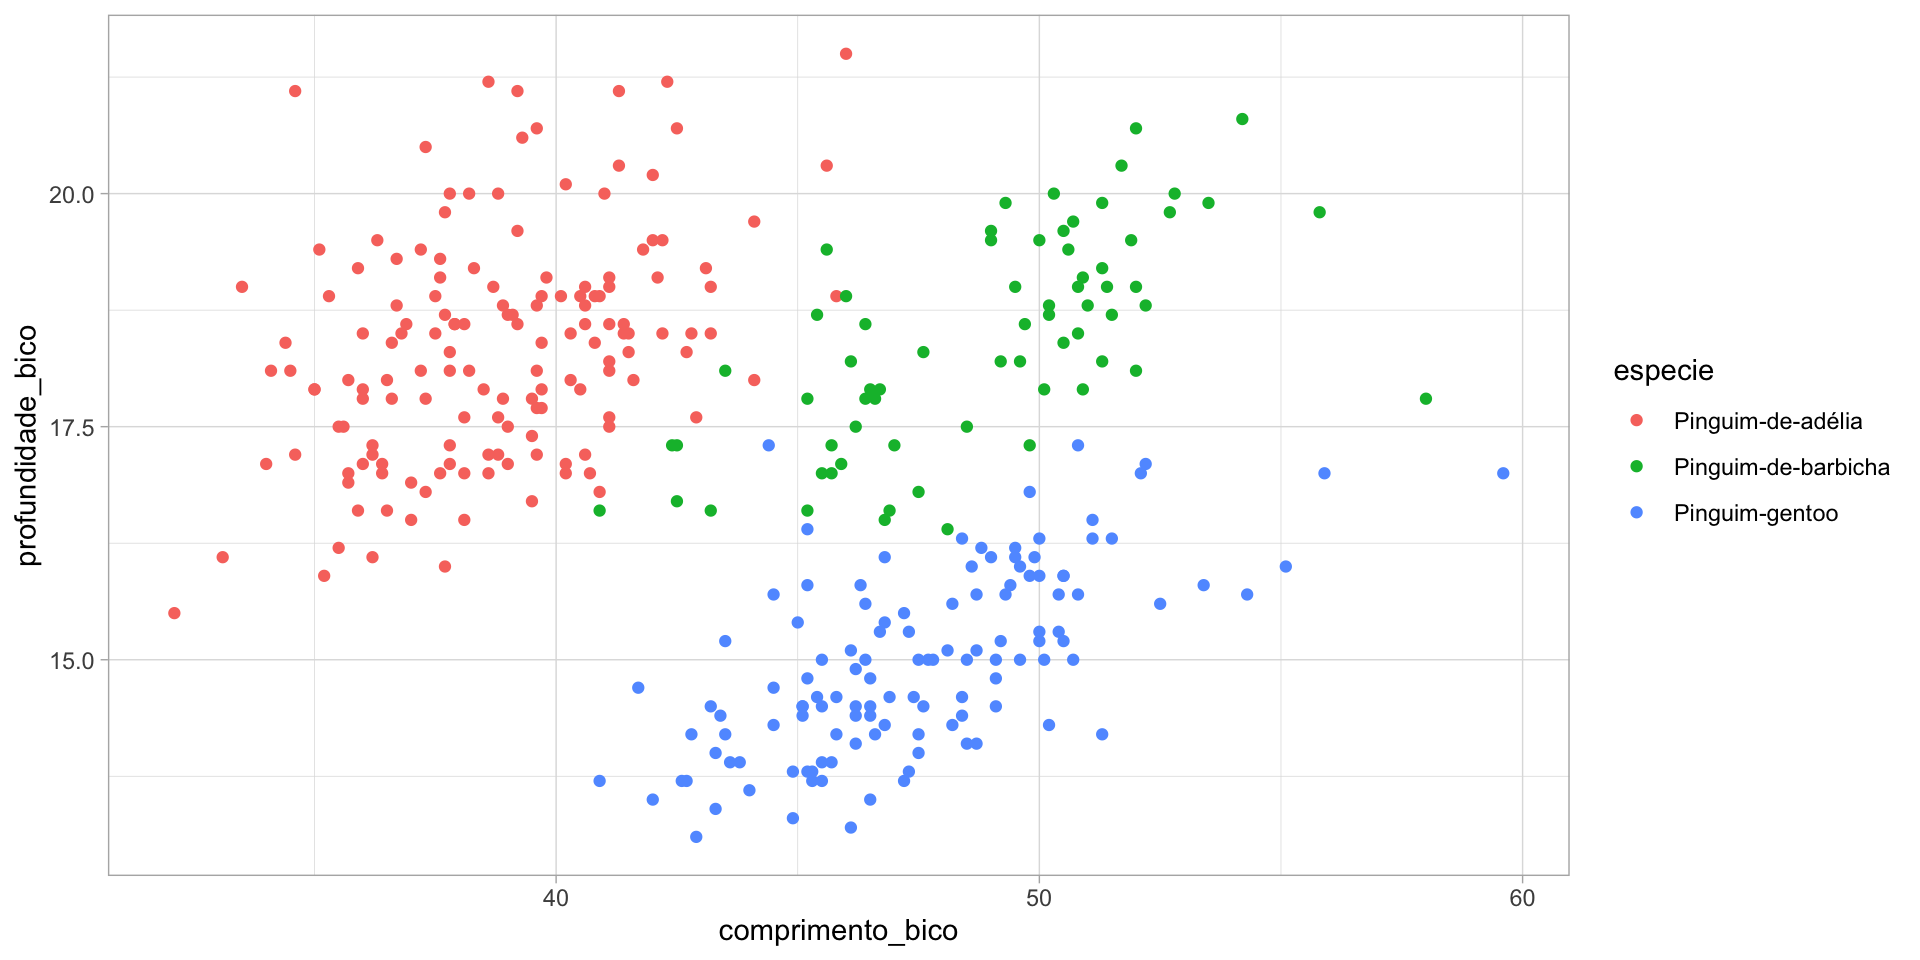 profundidade_bico
20.0
17.5
15.0
40
50
60
comprimento_bico
especie
Pinguim-de-adélia
Pinguim-de-barbicha
Pinguim-gentoo